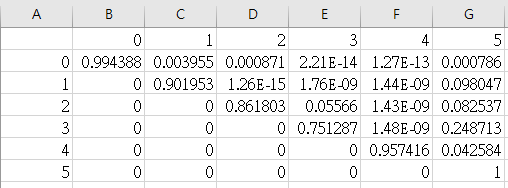 A B C D E F G
0 1 2 3 4 5
0 0.994388 0.003955 0.000871 2.21E-14 1.27E-13 0.000786
1 0 0.901953 1.26E-15 1.76E-09 1.44E-09 0.098047
2 0 0 0.861803 0.05566 1.43E-09 0.082537
3 0 0 0 0.751287 1.48E-09 0.248713
4 0 0 0 0 0.957416 0.042584
5 0 0 0 0 0 1